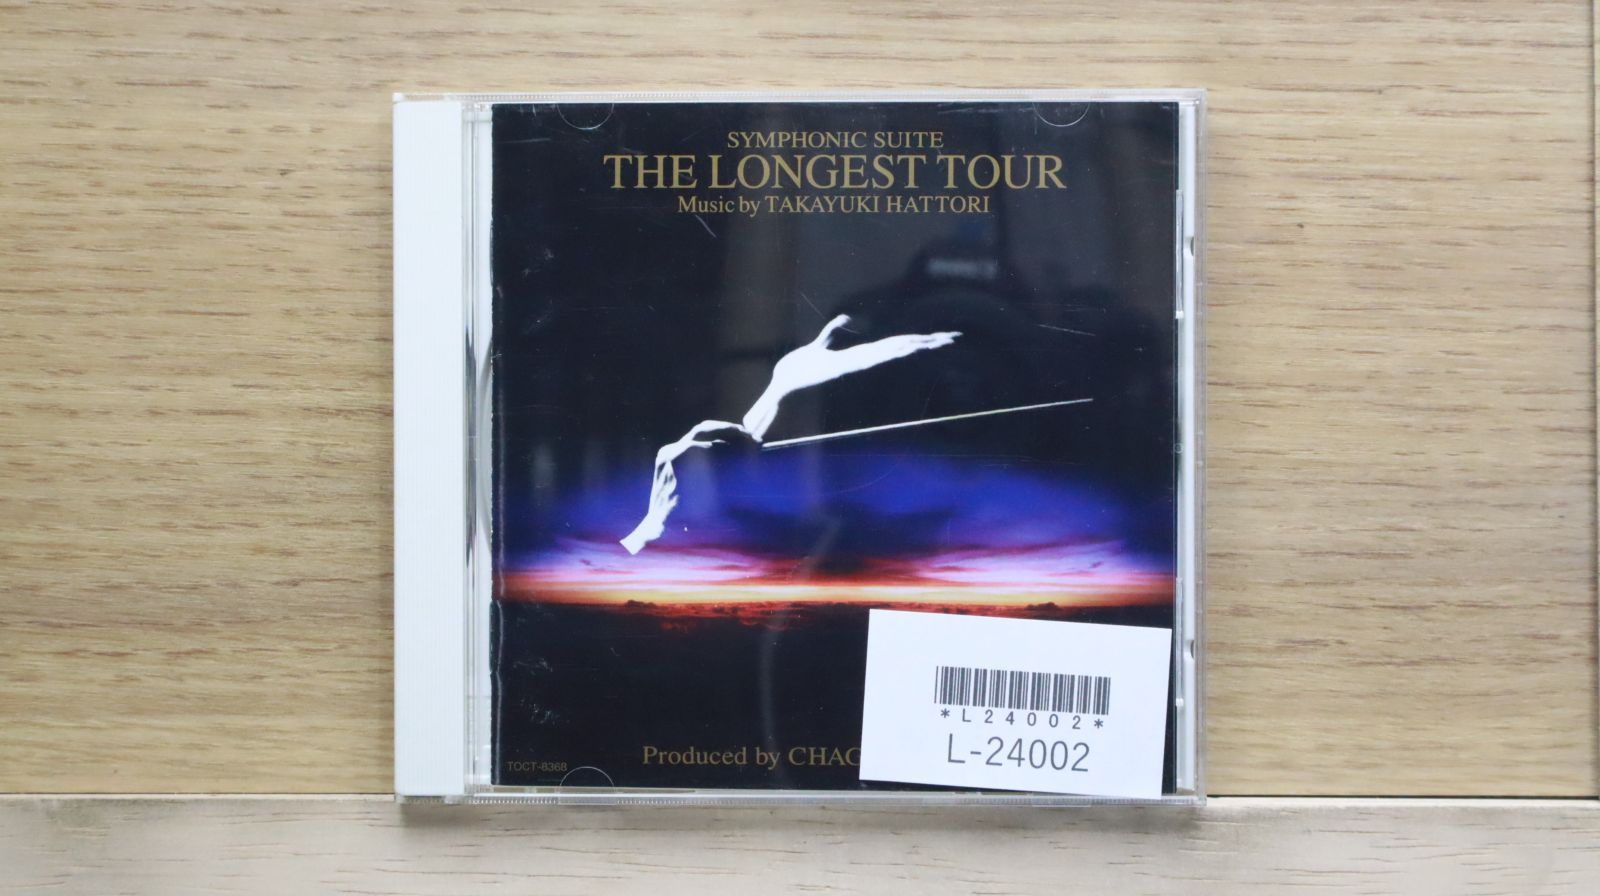 SYMPHONIC SUITE
THE LONGEST TOUR
Music by TAKAYUKI HATTORI
Produced by CHAG
TOCT-8368
*L24002*
L-24002